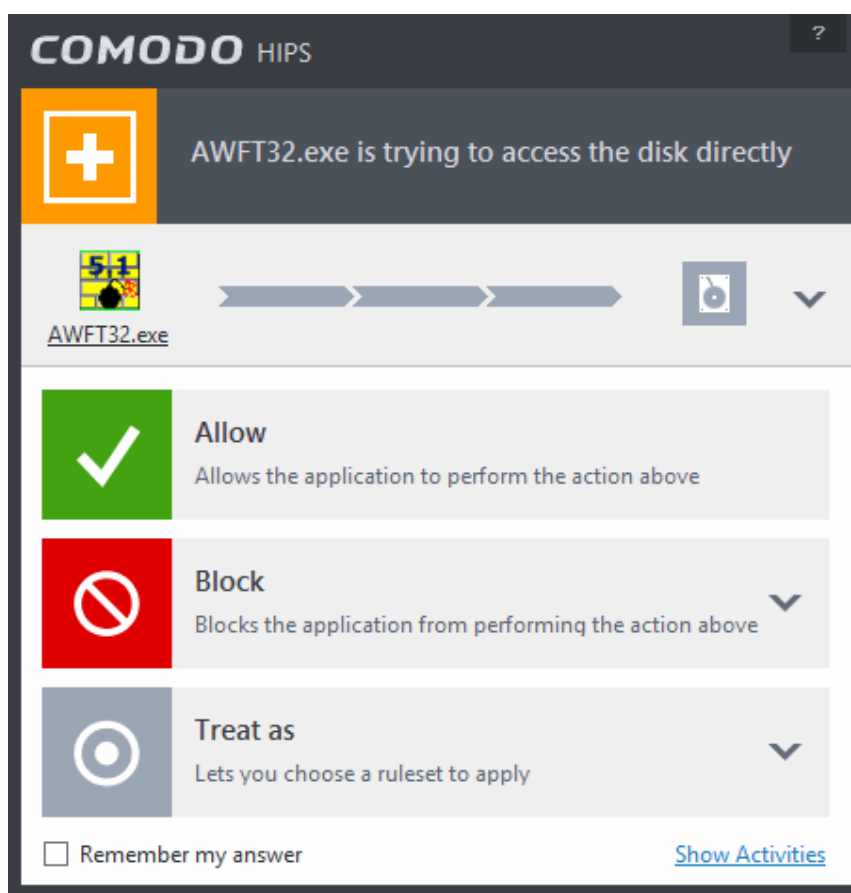 COMODO HIPS
?
AWFT32.exe is trying to access the disk directly
5.1
AWFT32.exe
Allow
Allows the application to perform the action above
Block
Blocks the application from performing the action above
Treat as
Lets you choose a ruleset to apply
Remember my answer
Show Activities